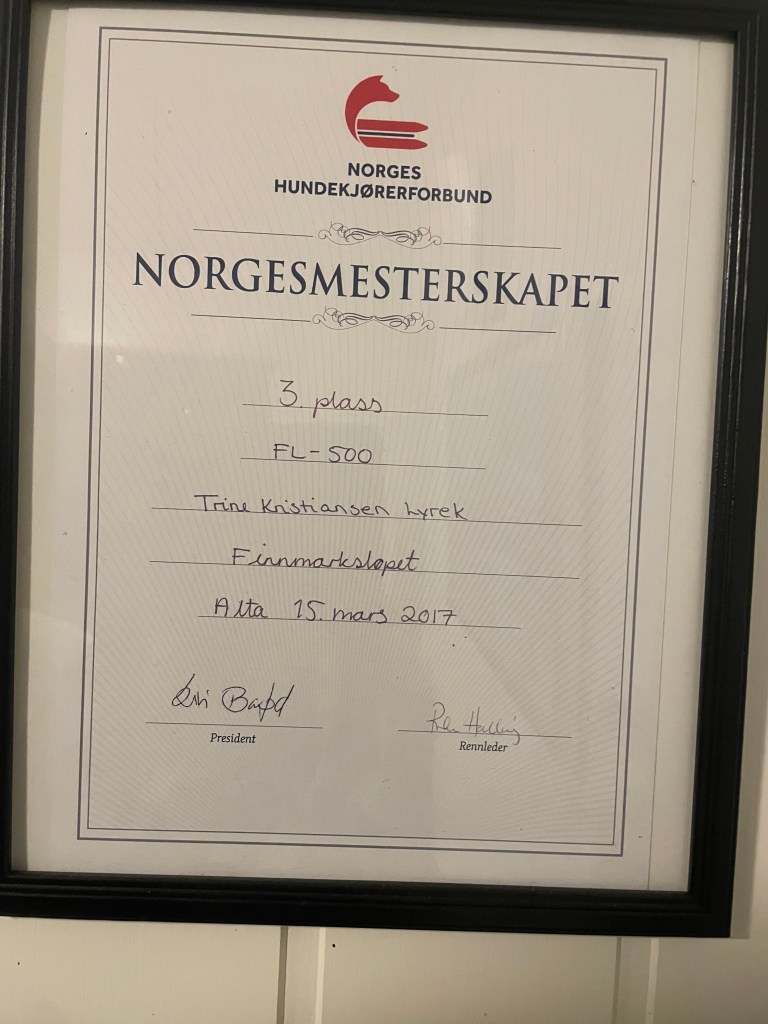 NORGES
HUNDEKJØRERFORBUND
NORGESMESTERSKAPET
3. plass
FL-500
Trine Kristiansen Lyrek
Finnmarksløpet
Alta 15. mars 2017
President
Rennleder